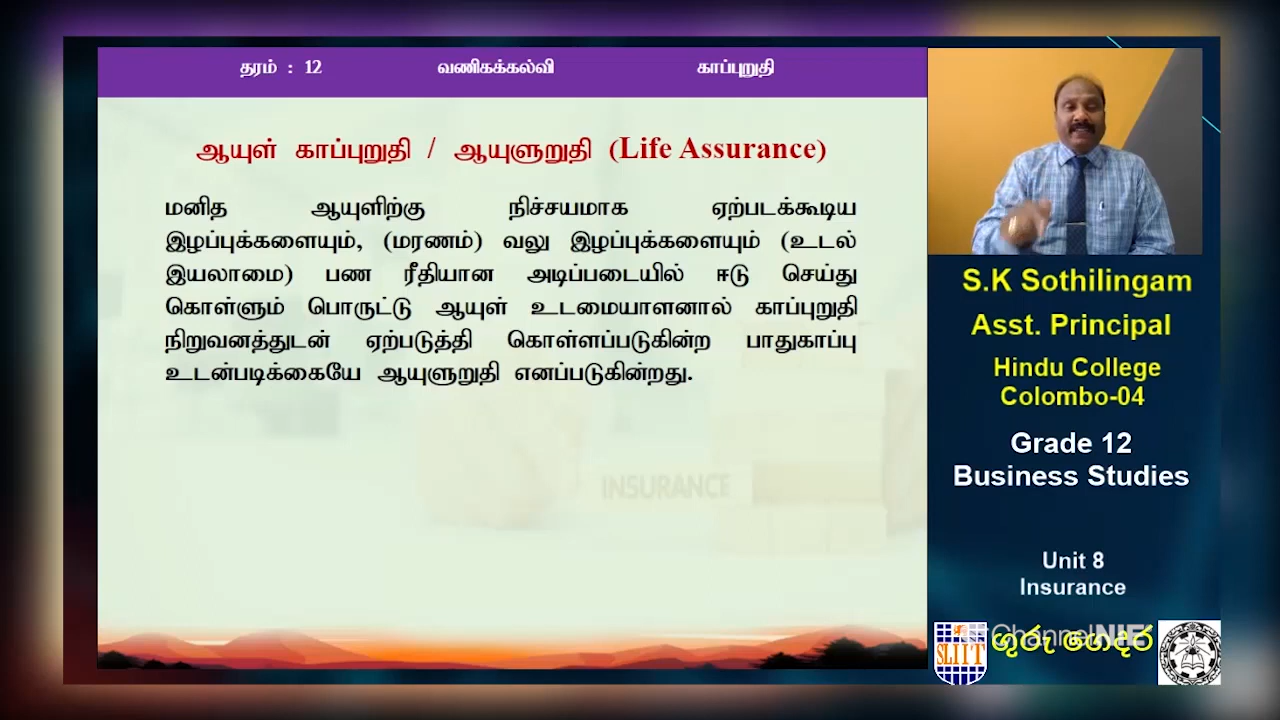 தரம் : 12 வணிகக்கல்வி காப்புறுதி
ஆயுள் காப்புறுதி / ஆயுளுறுதி (Life Assurance)
மனித ஆயுளிற்கு நிச்சயமாக ஏற்படக்கூடிய
இழப்புக்களையும், (மரணம்) வலு இழப்புக்களையும் (உடல்
இயலாமை) பண ரீதியான அடிப்படையில் ஈடு செய்து
கொள்ளும் பொருட்டு ஆயுள் உடமையாளனால் காப்புறுதி
நிறுவனத்துடன் ஏற்படுத்தி கொள்ளப்படுகின்ற பாதுகாப்பு
உடன்படிக்கையே ஆயுளுறுதி எனப்படுகின்றது.
INSURANCE
S.K Sothilingam
Asst. Principal
Hindu College
Colombo-04
Grade 12
Business Studies
Unit 8
Insurance
Channel NIE
ගුරු ගෙදර
SLIIT